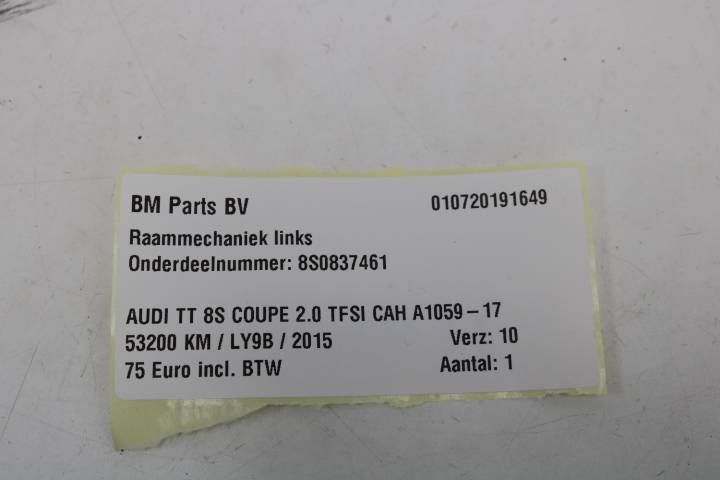 BM Parts BV 010720191649
Raammechaniek links
Onderdeelnummer: 8S0837461
AUDI TT 8S COUPE 2.0 TFSI CAH A1059-17
53200 KM / LY9B / 2015 Verz: 10
75 Euro incl. BTW Aantal: 1